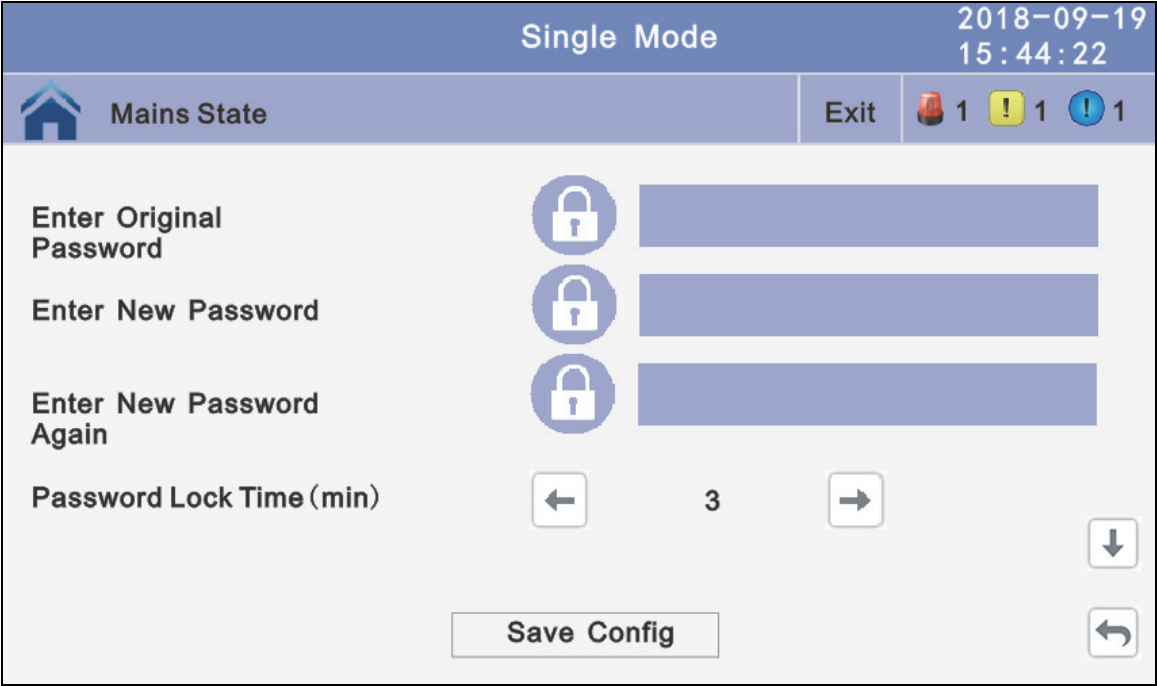 Single Mode
2018-09-19
15:44:22
Mains State
Exit
1
! 1
! 1
Enter Original
Password
Enter New Password
Enter New Password
Again
Password Lock Time(min)
3
Save Config